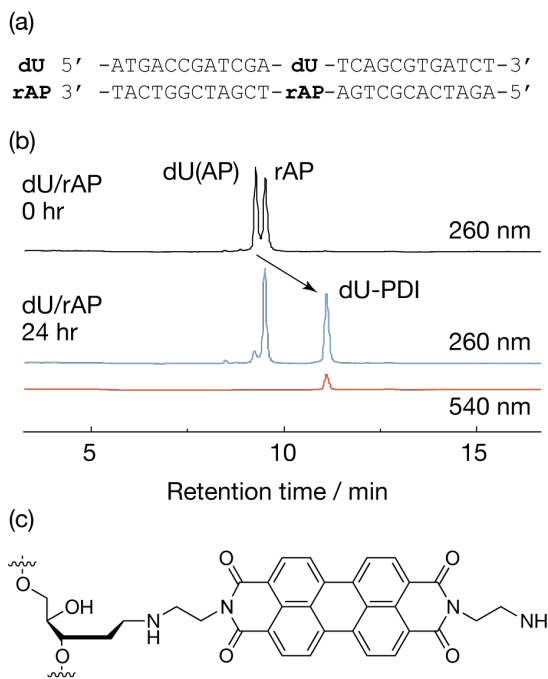 (a)
dU 5′ -ATGACCGATCGA-dU-TCAGCGTGATCT-3′
rAP 3′ -TACTGGCTAGCT-rAP-AGTCGCACTAGA-5′
(b)
dU(AP) rAP
dU/rAP
0 hr
260 nm
dU-PDI
dU/rAP
24 hr
260 nm
540 nm
5 10 15
Retention time / min
(c)
O OH O N H N O O O O N NH